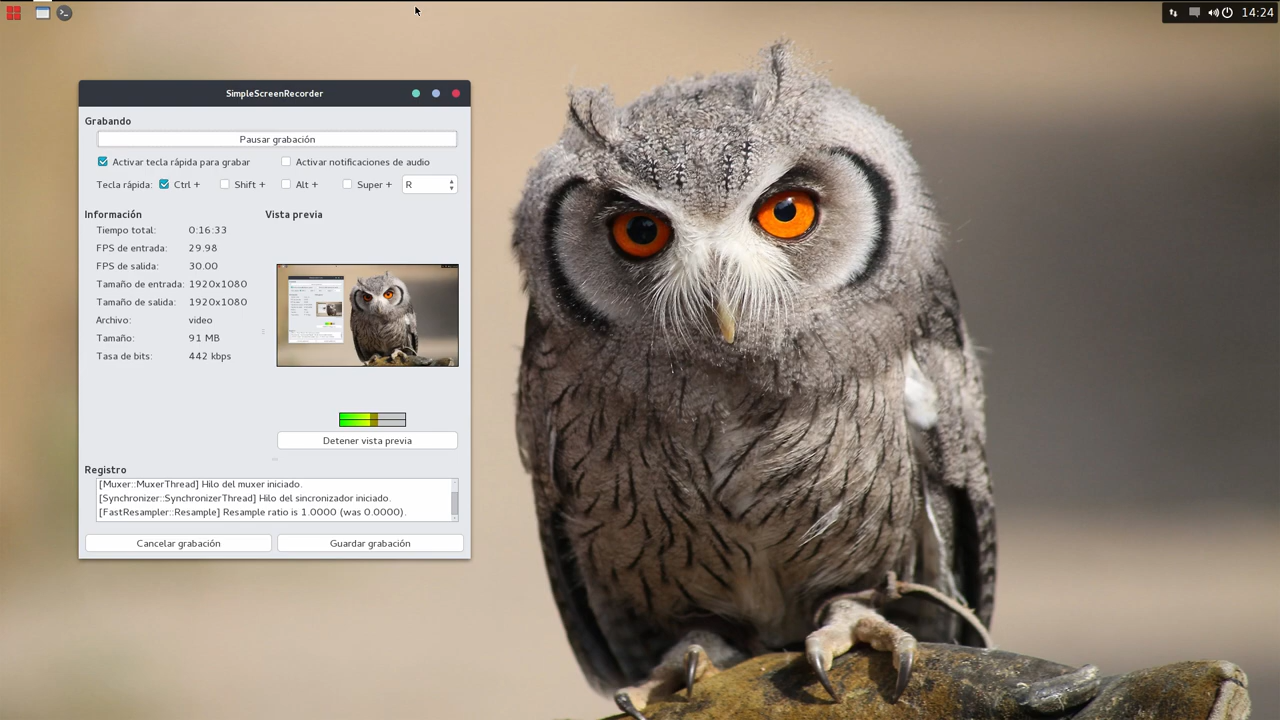 14:24
SimpleScreenRecorder
Grabando
Pausar grabación
Activar tecla rápida para grabar Activar notificaciones de audio
Tecla rápida: Ctrl + Shift + Alt + Super + R
Información Vista previa
Tiempo total: 0:16:33
FPS de entrada: 29.98
FPS de salida: 30.00
Tamaño de entrada: 1920x1080
Tamaño de salida: 1920x1080
Archivo: video
Tamaño: 91 MB
Tasa de bits: 442 kbps
Detener vista previa
Registro
[Muxer::MuxerThread] Hilo del muxer iniciado.
[Synchronizer::SynchronizerThread] Hilo del sincronizador iniciado.
[FastResampler::Resample] Resample ratio is 1.0000 (was 0.0000).
Cancelar grabación Guardar grabación